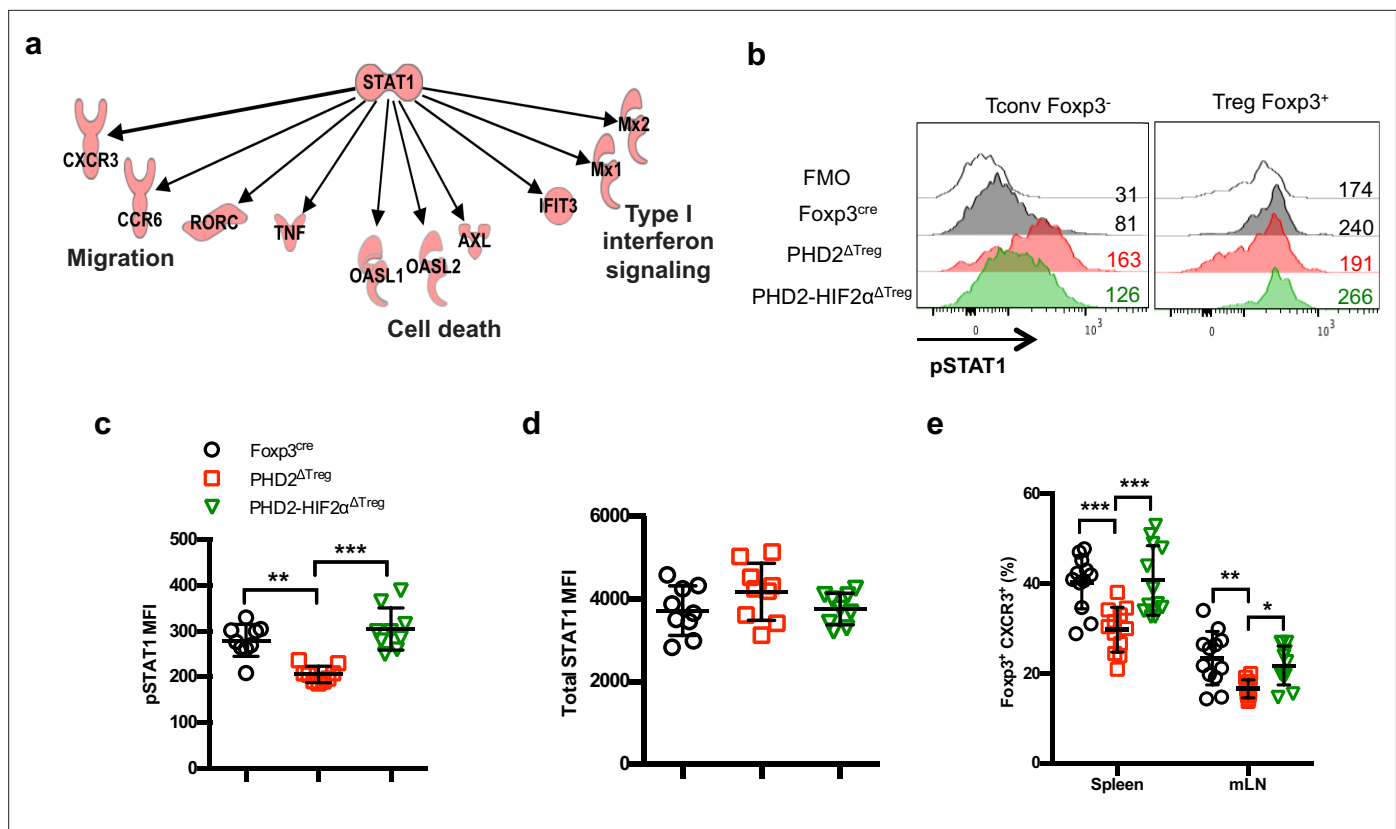 a
STAT1
CXCR3
CCR6
RORC
TNF
OASL1
OASL2
AXL
IFIT3
Mx1
Mx2
Migration
Cell death
Type I
interferon
signaling
b
Tconv Foxp3-
Treg Foxp3+
FMO
31
174
Foxp3cre
81
240
PHD2ΔTreg
163
191
PHD2-HIF2αΔTreg
126
266
0
10³
0
10³
pSTAT1
c
Foxp3cre
PHD2ΔTreg
PHD2-HIF2αΔTreg
pSTAT1 MFI
500
400
300
200
100
0
**
***
d
Total STAT1 MFI
6000
4000
2000
0
e
Foxp3+ CXCR3+ (%)
60
40
20
0
***
***
**
*
Spleen
mLN